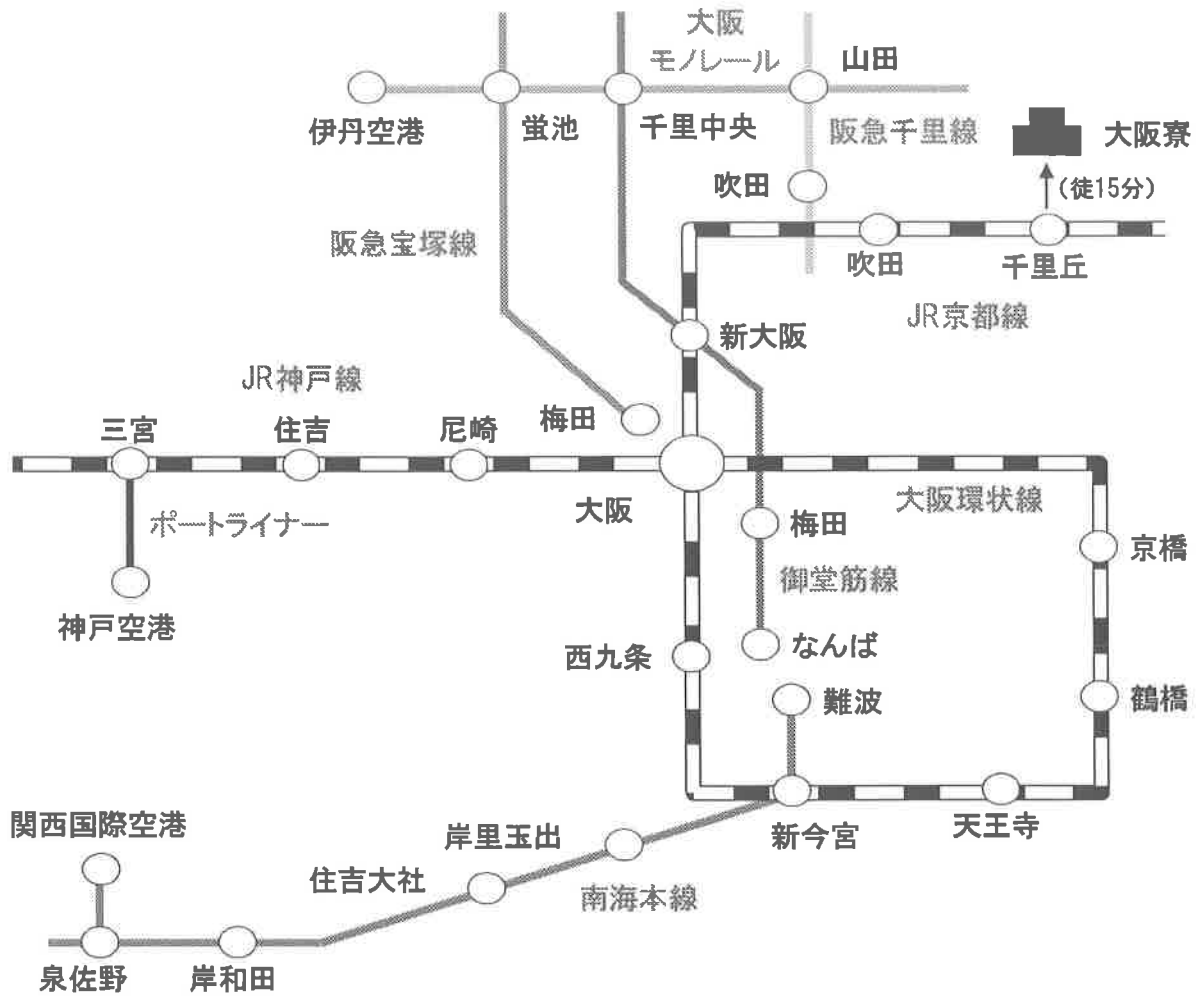 大阪
モノレール
山田
伊丹空港
蛍池
千里中央
阪急千里線
大阪寮
(徒15分)
吹田
阪急宝塚線
吹田
千里丘
JR京都線
新大阪
JR神戸線
梅田
三宮
住吉
尼崎
大阪
大阪環状線
ポートライナー
梅田
京橋
御堂筋線
神戸空港
西九条
なんば
難波
鶴橋
関西国際空港
岸里玉出
新今宮
天王寺
住吉大社
南海本線
泉佐野
岸和田